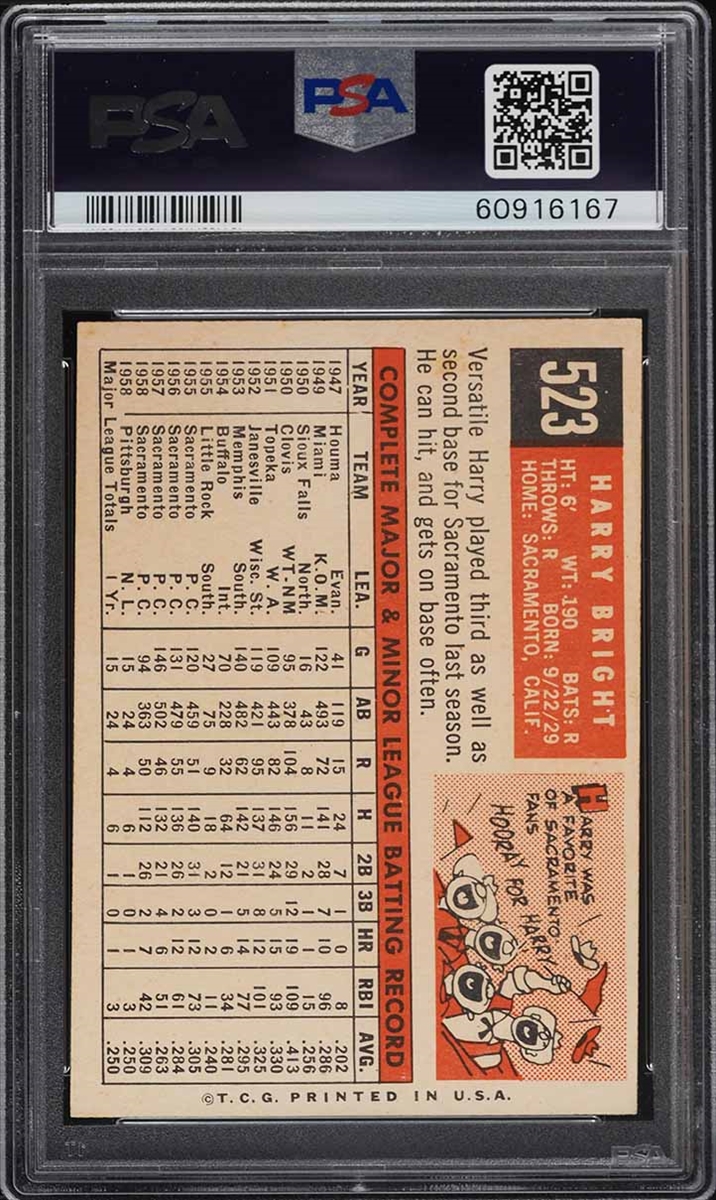 PSA
PSA
60916167
523
HARRY BRIGHT
HT: 6' WT: 190 BATS: R
THROWS: R BORN: 9/22/29
HOME: SACRAMENTO, CALIF.
Versatile Harry played third as well as
second base for Sacramento last season.
He can hit, and gets on base often.
HARRY WAS
A FAVORITE
OF SACRAMENTO
FANS
HOORAY FOR HARRY
COMPLETE MAJOR & MINOR LEAGUE BATTING RECORD
YEAR TEAM LEA. G AB R H 2B 3B HR RBI AVG.
1947 Houma Evan. 41 119 15 24 7 1 0 8 .202
1949 Miami K.O.M. 122 493 72 141 28 7 10 96 .286
1950 Sioux Falls North. 16 43 8 11 2 1 1 15 .256
1950 Clovis WT-NM 95 378 104 156 29 12 19 109 .413
1951 Topeka W. A. 109 443 82 146 24 5 15 93 .330
1952 Janesville Wisc. St. 119 421 95 137 31 8 12 101 .325
1953 Memphis South. 140 482 62 142 21 5 14 77 .295
1954 Buffalo Int. 70 228 32 64 12 1 6 34 .281
1955 Little Rock South. 27 75 9 18 2 0 2 11 .240
1955 Sacramento P. C. 120 459 51 140 31 3 12 73 .305
1956 Sacramento P. C. 131 479 55 136 26 2 12 61 .284
1957 Sacramento P. C. 146 502 46 132 21 4 6 51 .263
1958 Sacramento P. C. 94 363 50 112 26 2 7 42 .309
1958 Pittsburgh N. L. 15 24 4 6 1 0 1 3 .250
Major League Totals 1 Yr. 15 24 4 6 1 0 1 3 .250
©T.C.G. PRINTED IN U.S.A.
PSA